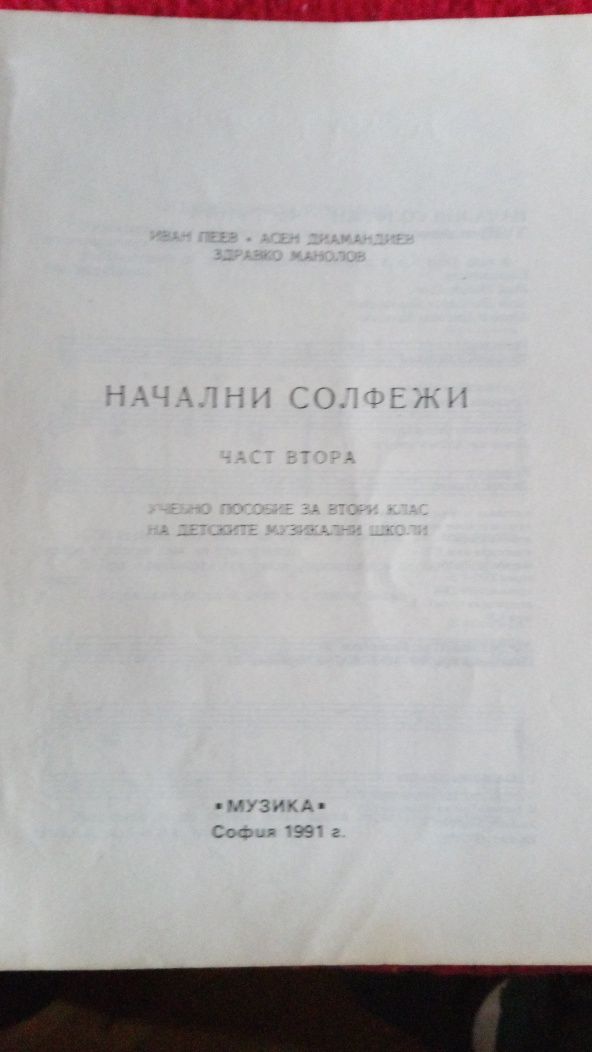 ИВАН ПЕЕВ • АСЕН ДИАМАНДИЕВ
ЗДРАВКО МАНОЛОВ
НАЧАЛНИ СОЛФЕЖИ
ЧАСТ ВТОРА
УЧЕБНО ПОСОБИЕ ЗА ВТОРИ КЛАС
НА ДЕТСКИТЕ МУЗИКАЛНИ ШКОЛИ
▪МУЗИКА▪
София 1991 г.